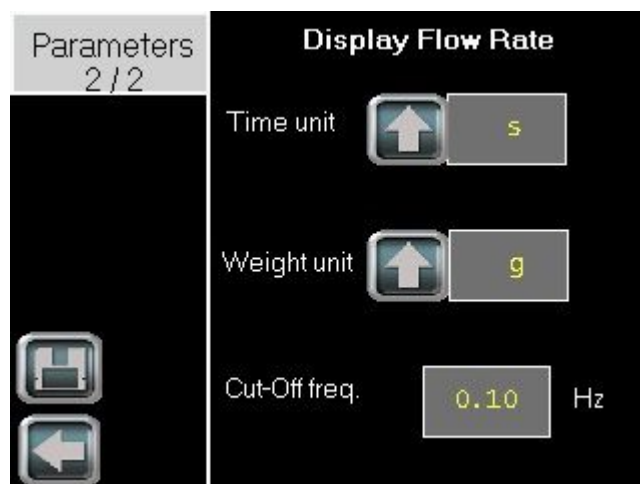 Parameters
2 / 2
Display Flow Rate
Time unit s
Weight unit g
Cut-Off freq. 0.10 Hz